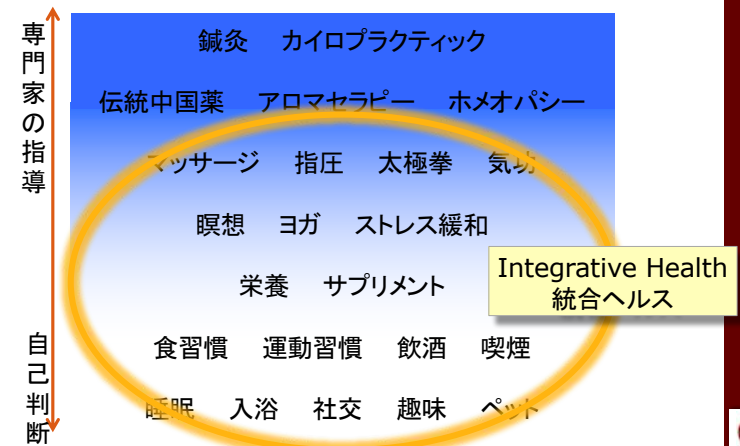 専門家の指導
鍼灸 カイロプラクティック
伝統中国薬 アロマセラピー ホメオパシー
マッサージ 指圧 太極拳 気功
瞑想 ヨガ ストレス緩和
栄養 サプリメント
Integrative Health
統合ヘルス
食習慣 運動習慣 飲酒 喫煙
睡眠 入浴 社交 趣味 ペット
自己判断